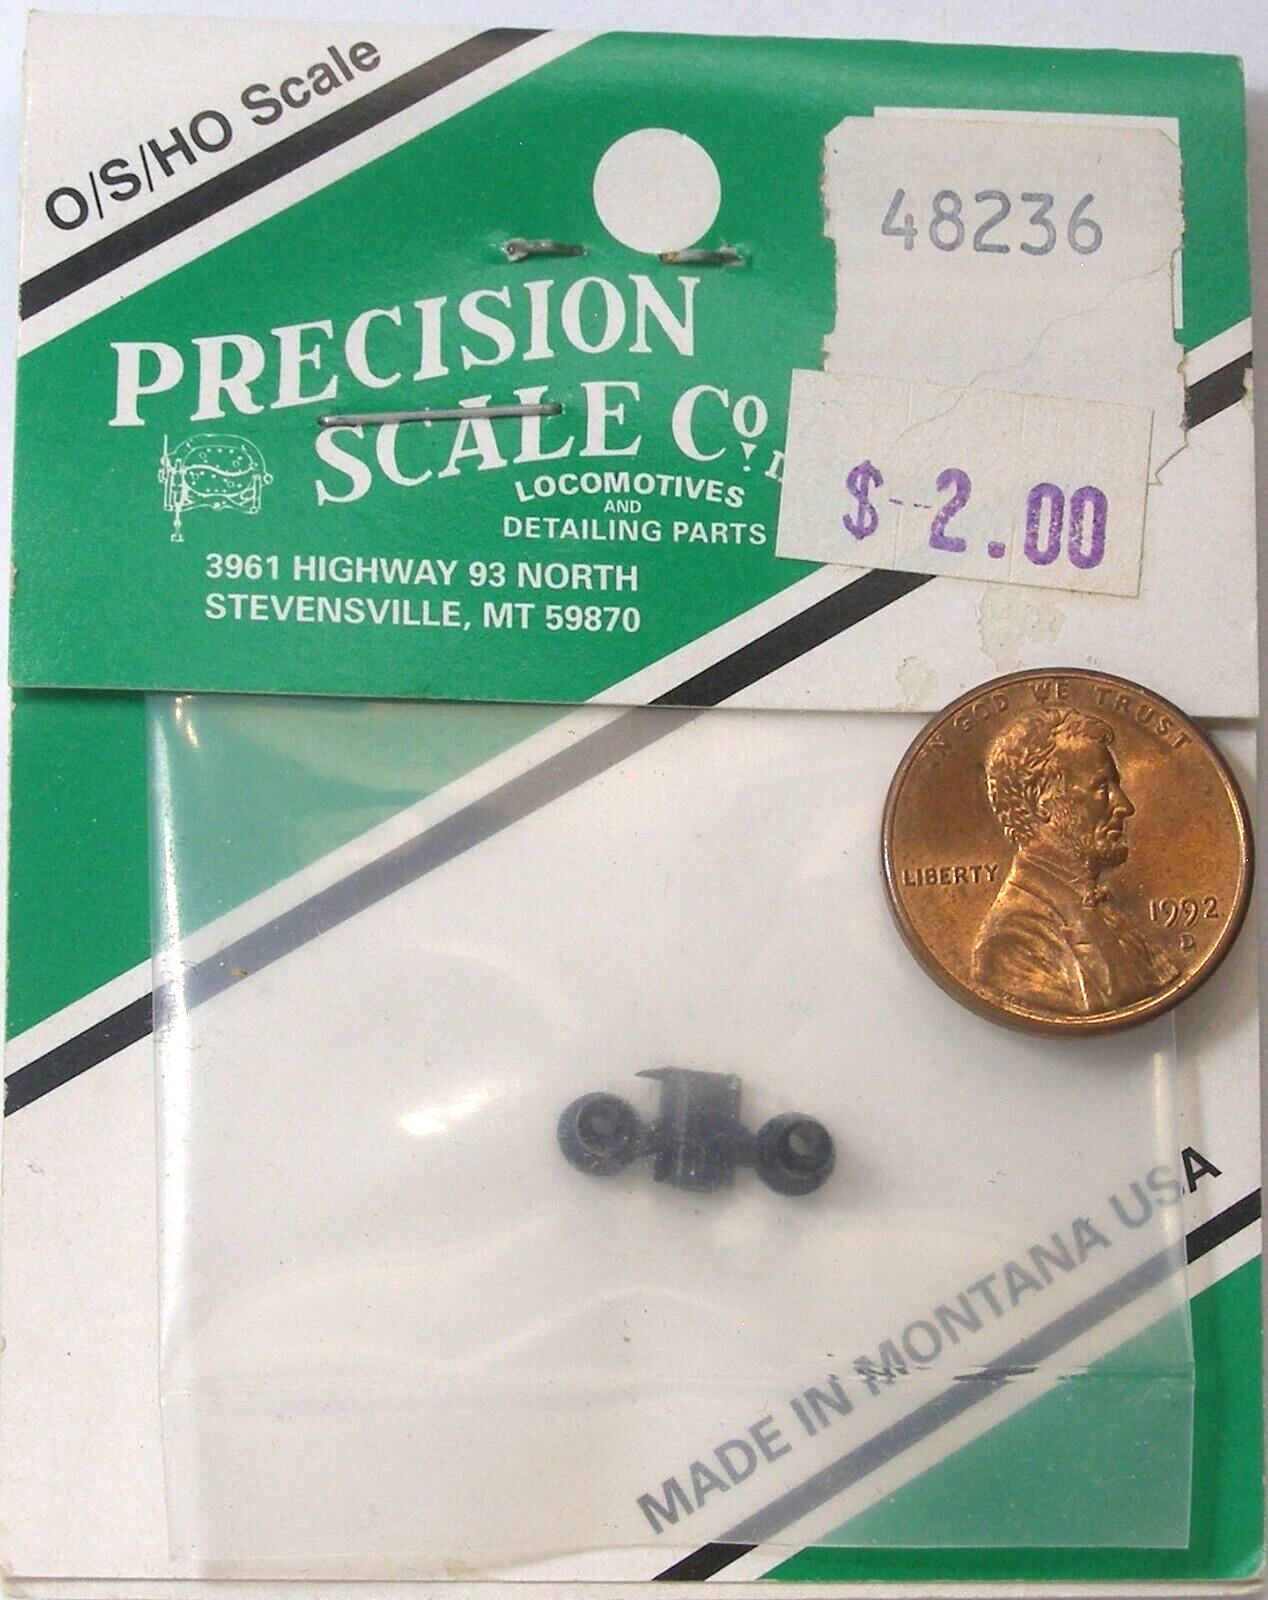 O/S/HO Scale
48236
PRECISION
SCALE Co.
$--2.00
LOCOMOTIVES
AND
DETAILING PARTS
3961 HIGHWAY 93 NORTH
STEVENSVILLE, MT 59870
IN GOD WE TRUST
LIBERTY
1992
D
MADE IN MONTANA USA